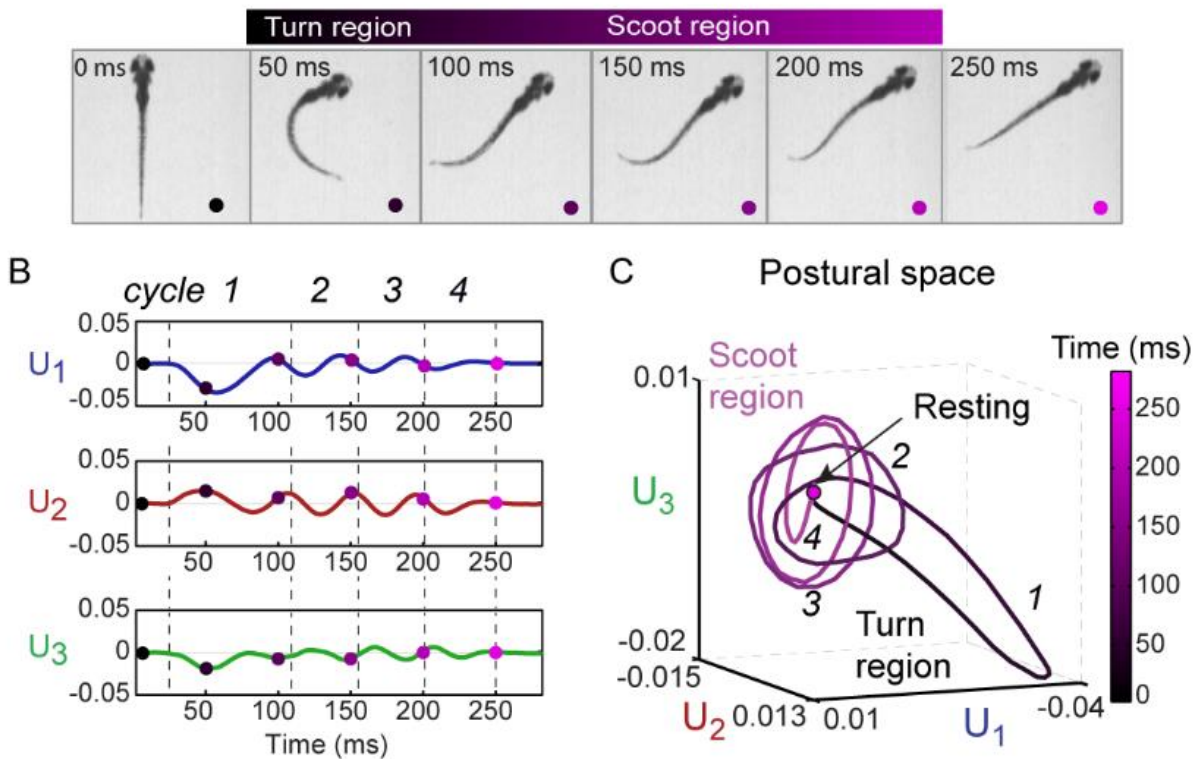 Turn region Scoot region
0 ms 50 ms 100 ms 150 ms 200 ms 250 ms
B
cycle 1 2 3 4
0.05
U1 0
-0.05
50 100 150 200 250
0.05
U2 0
-0.05
50 100 150 200 250
0.05
U3 0
-0.05
50 100 150 200 250
Time (ms)
C Postural space
Scoot
region
0.01
Resting
2
U3
4
3
1
Turn
region
-0.02
-0.015
U2 0.013 0.01 U1 -0.04
Time (ms)
250
200
150
100
50
0